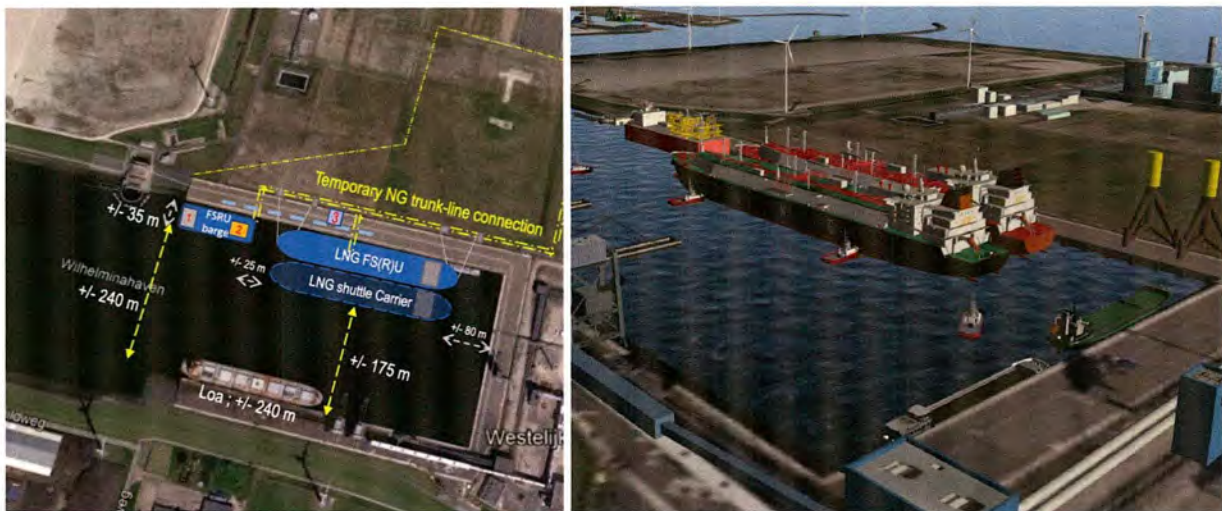 Temporary NG trunk-line connection
+/- 35 m
1
FSRU
barge
2
3
LNG FS(R)U
+/- 25 m
LNG shuttle Carrier
Wilhelminahaven
+/- 240 m
+/- 80 m
+/- 175 m
Loa ; +/- 240 m
Westelij